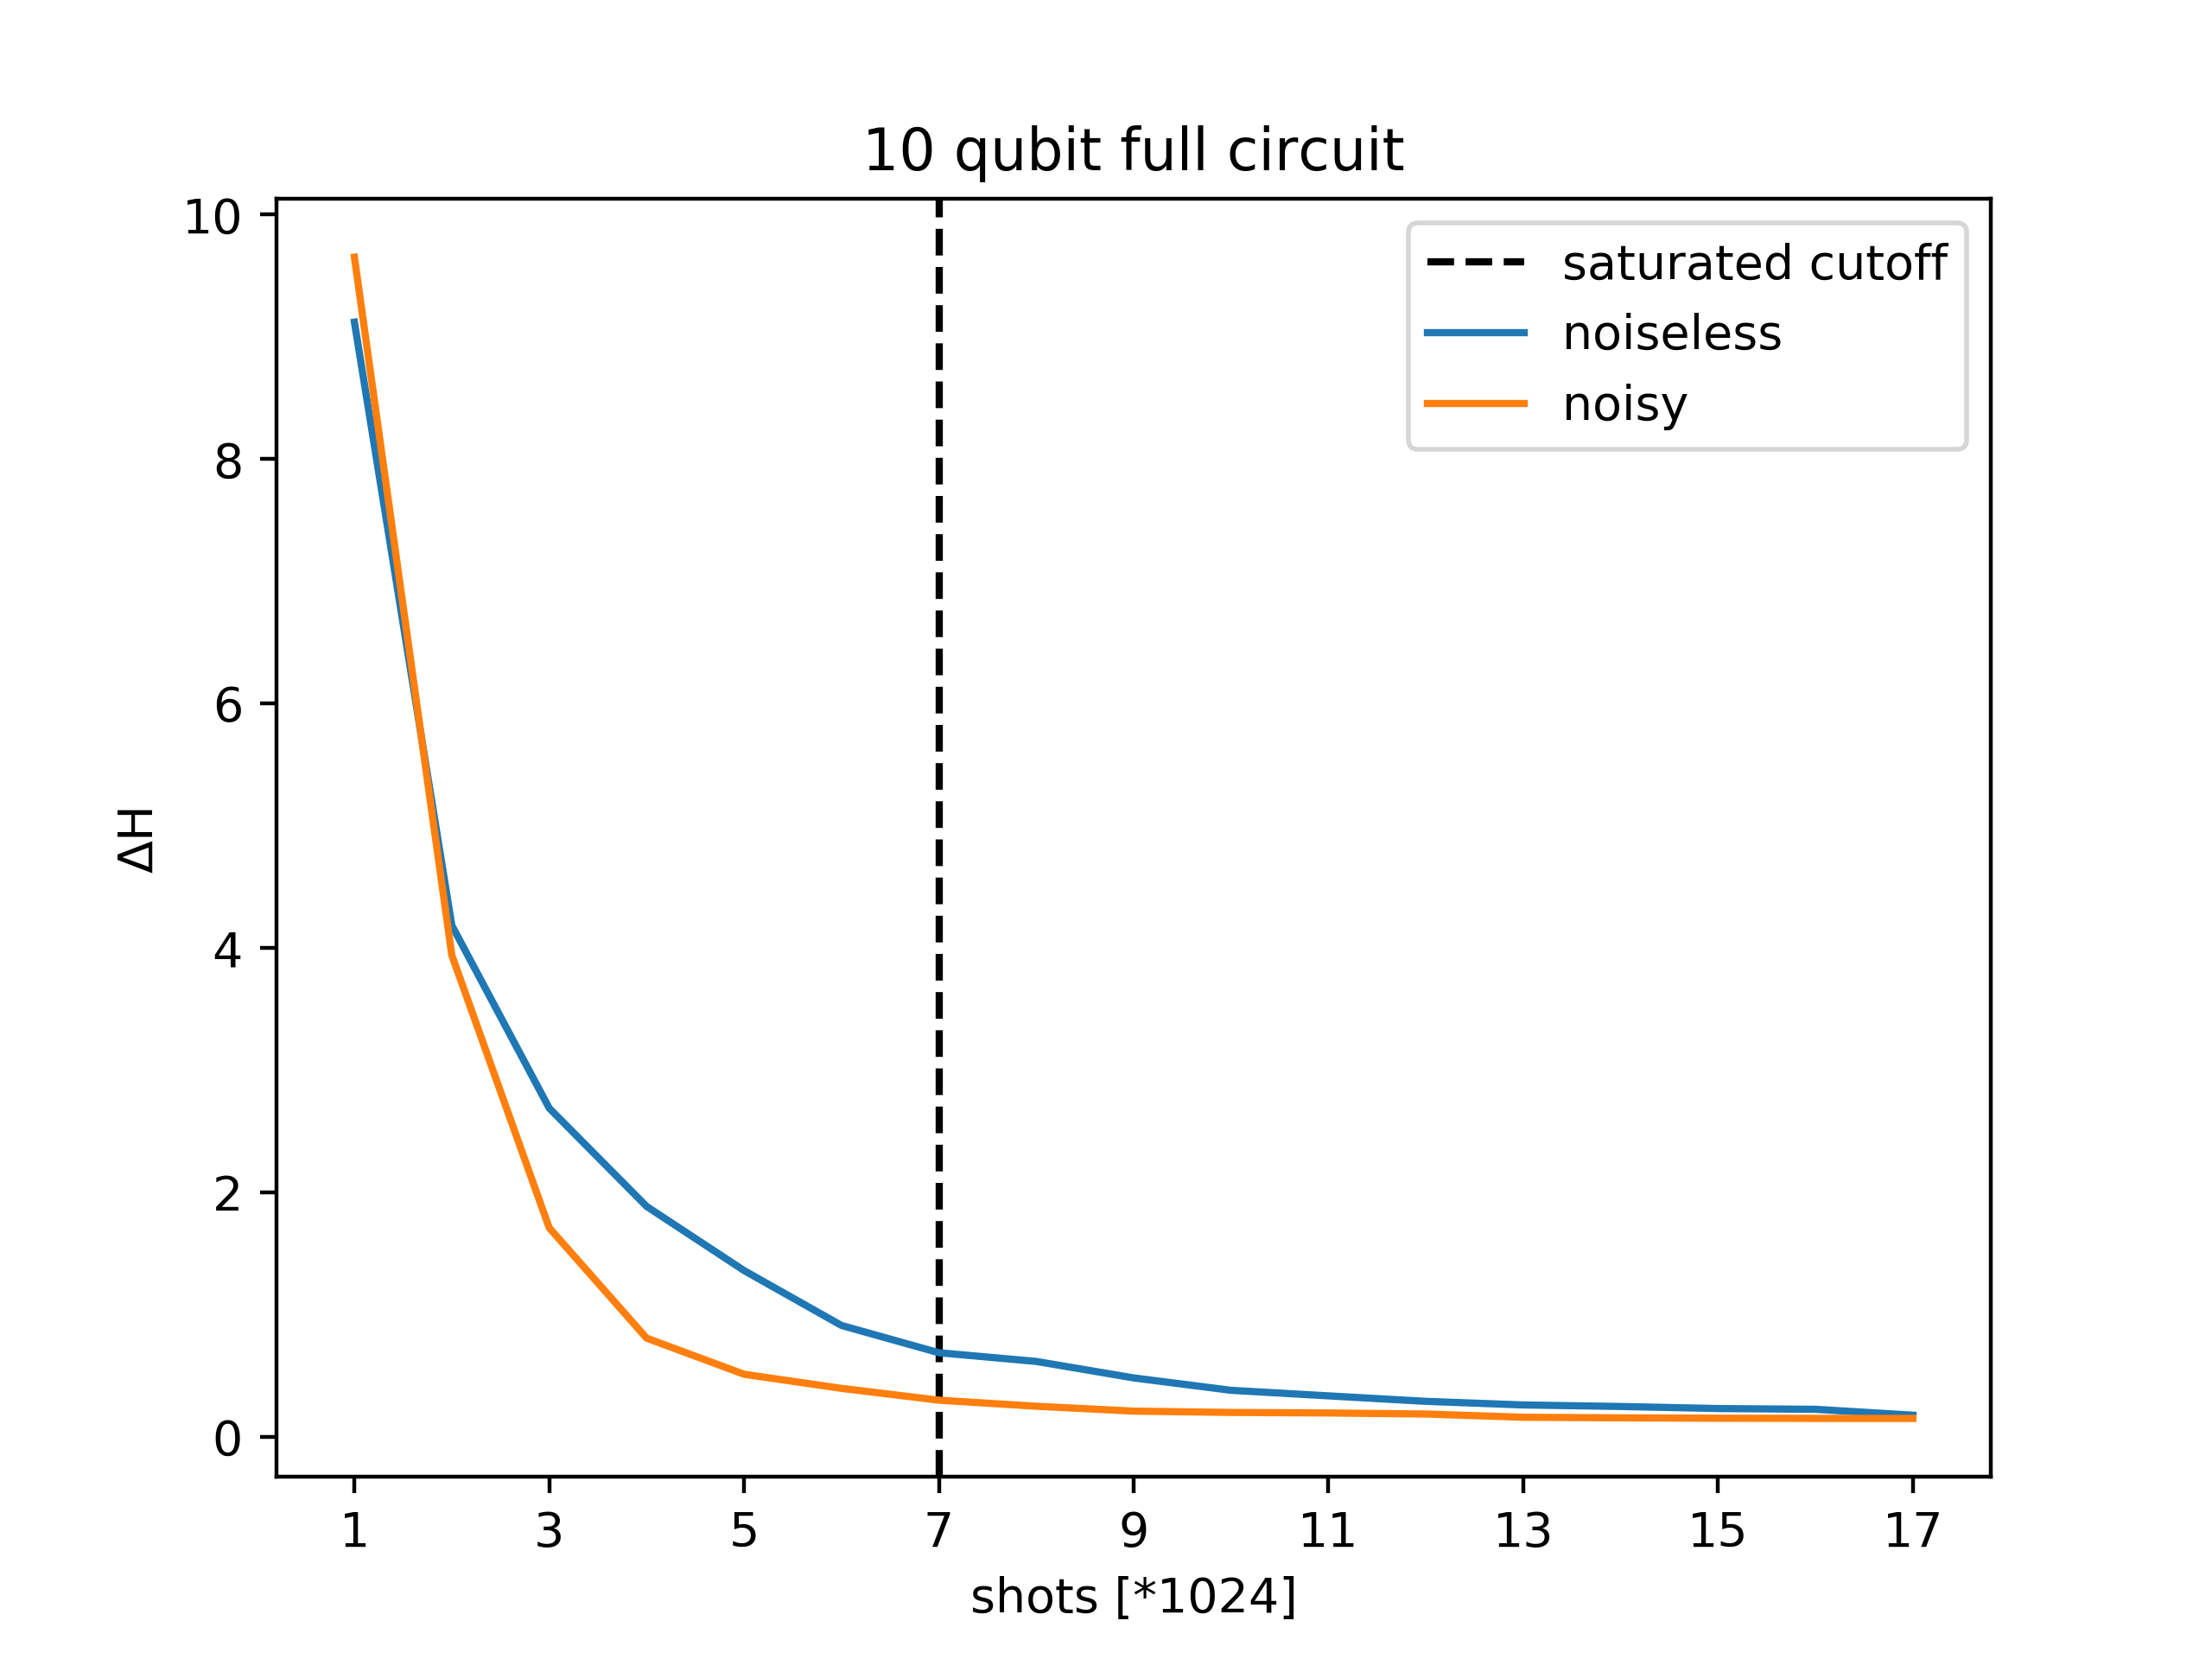 10 qubit full circuit
10
8
6
4
2
0
ΔH
saturated cutoff
noiseless
noisy
1 3 5 7 9 11 13 15 17
shots [*1024]